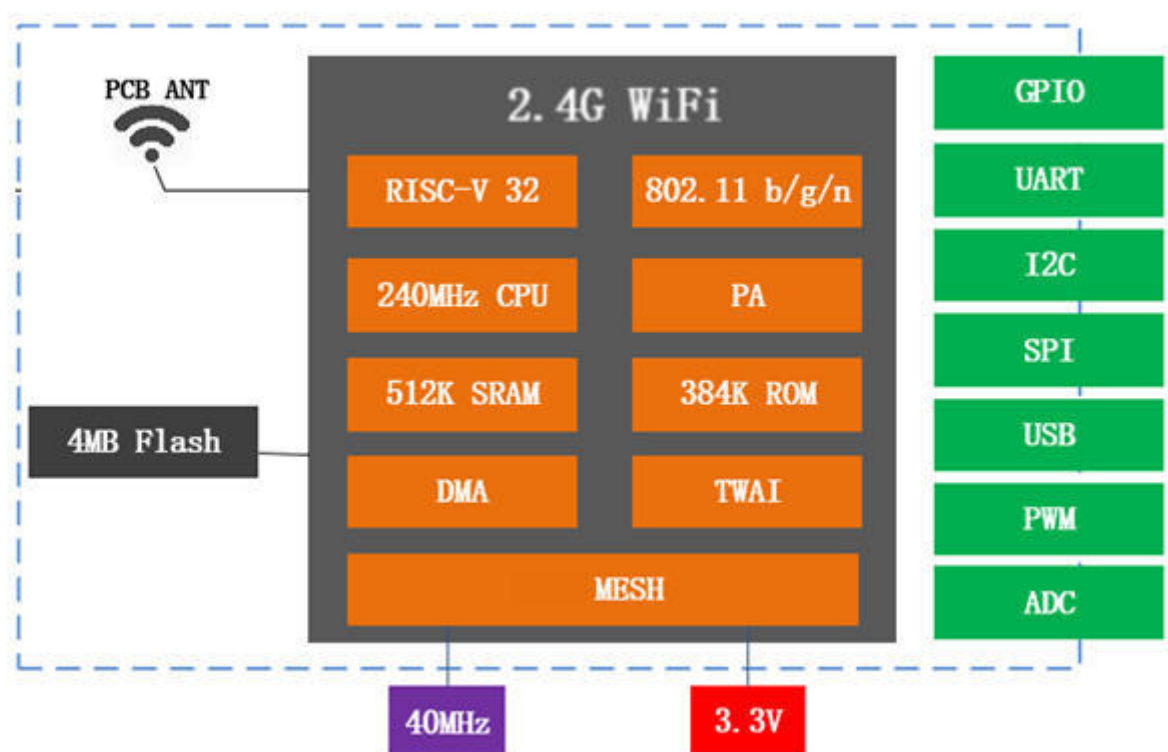 PCB ANT
2.4G WiFi
RISC-V 32
802.11 b/g/n
240MHz CPU
PA
512K SRAM
384K ROM
4MB Flash
DMA
TWAI
MESH
GPIO
UART
I2C
SPI
USB
PWM
ADC
40MHz
3.3V